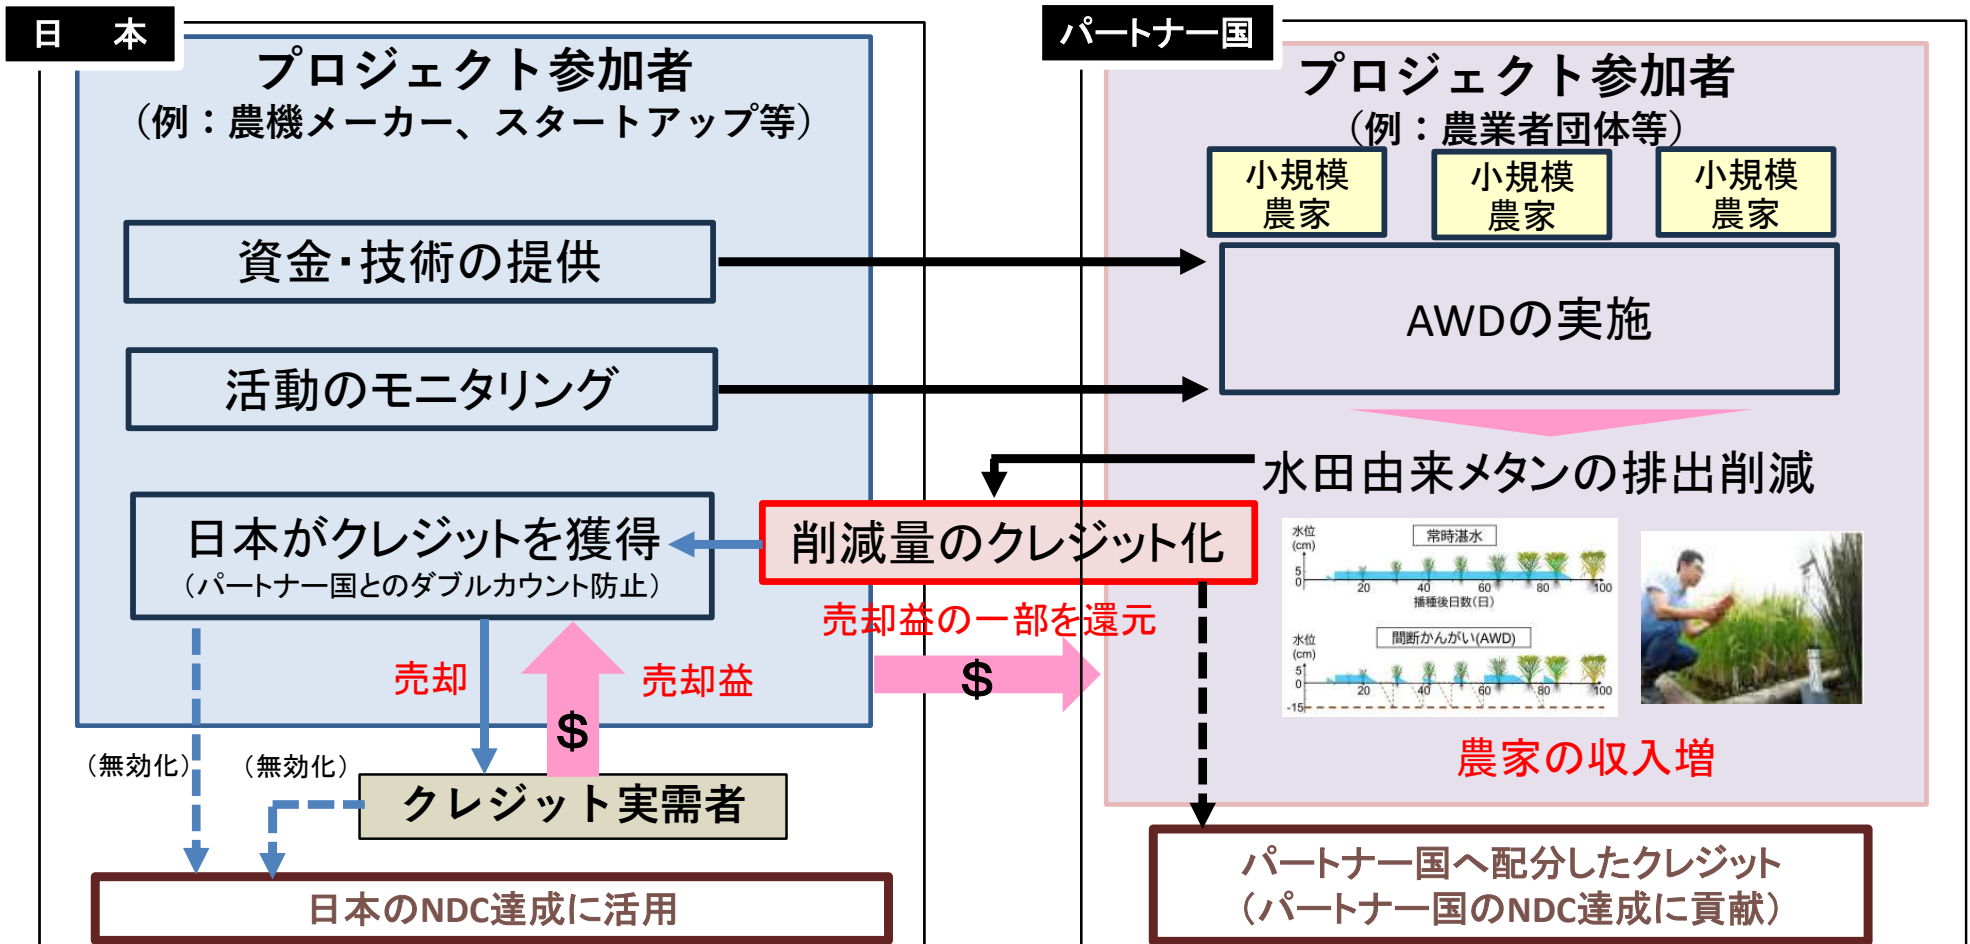 日 本
プロジェクト参加者
（例：農機メーカー、スタートアップ等）
資金・技術の提供
活動のモニタリング
日本がクレジットを獲得
（パートナー国とのダブルカウント防止）
売却
売却益
$
（無効化）
（無効化）
クレジット実需者
日本のNDC達成に活用
削減量のクレジット化
売却益の一部を還元
$
パートナー国
プロジェクト参加者
（例：農業者団体等）
小規模
農家
小規模
農家
小規模
農家
AWDの実施
水田由来メタンの排出削減
水位
(cm)
常時湛水
5
0
20 40 60 80 100
播種後日数(日)
水位
(cm)
間断かんがい(AWD)
5
0
20 40 60 80 100
-15
農家の収入増
パートナー国へ配分したクレジット
（パートナー国のNDC達成に貢献）